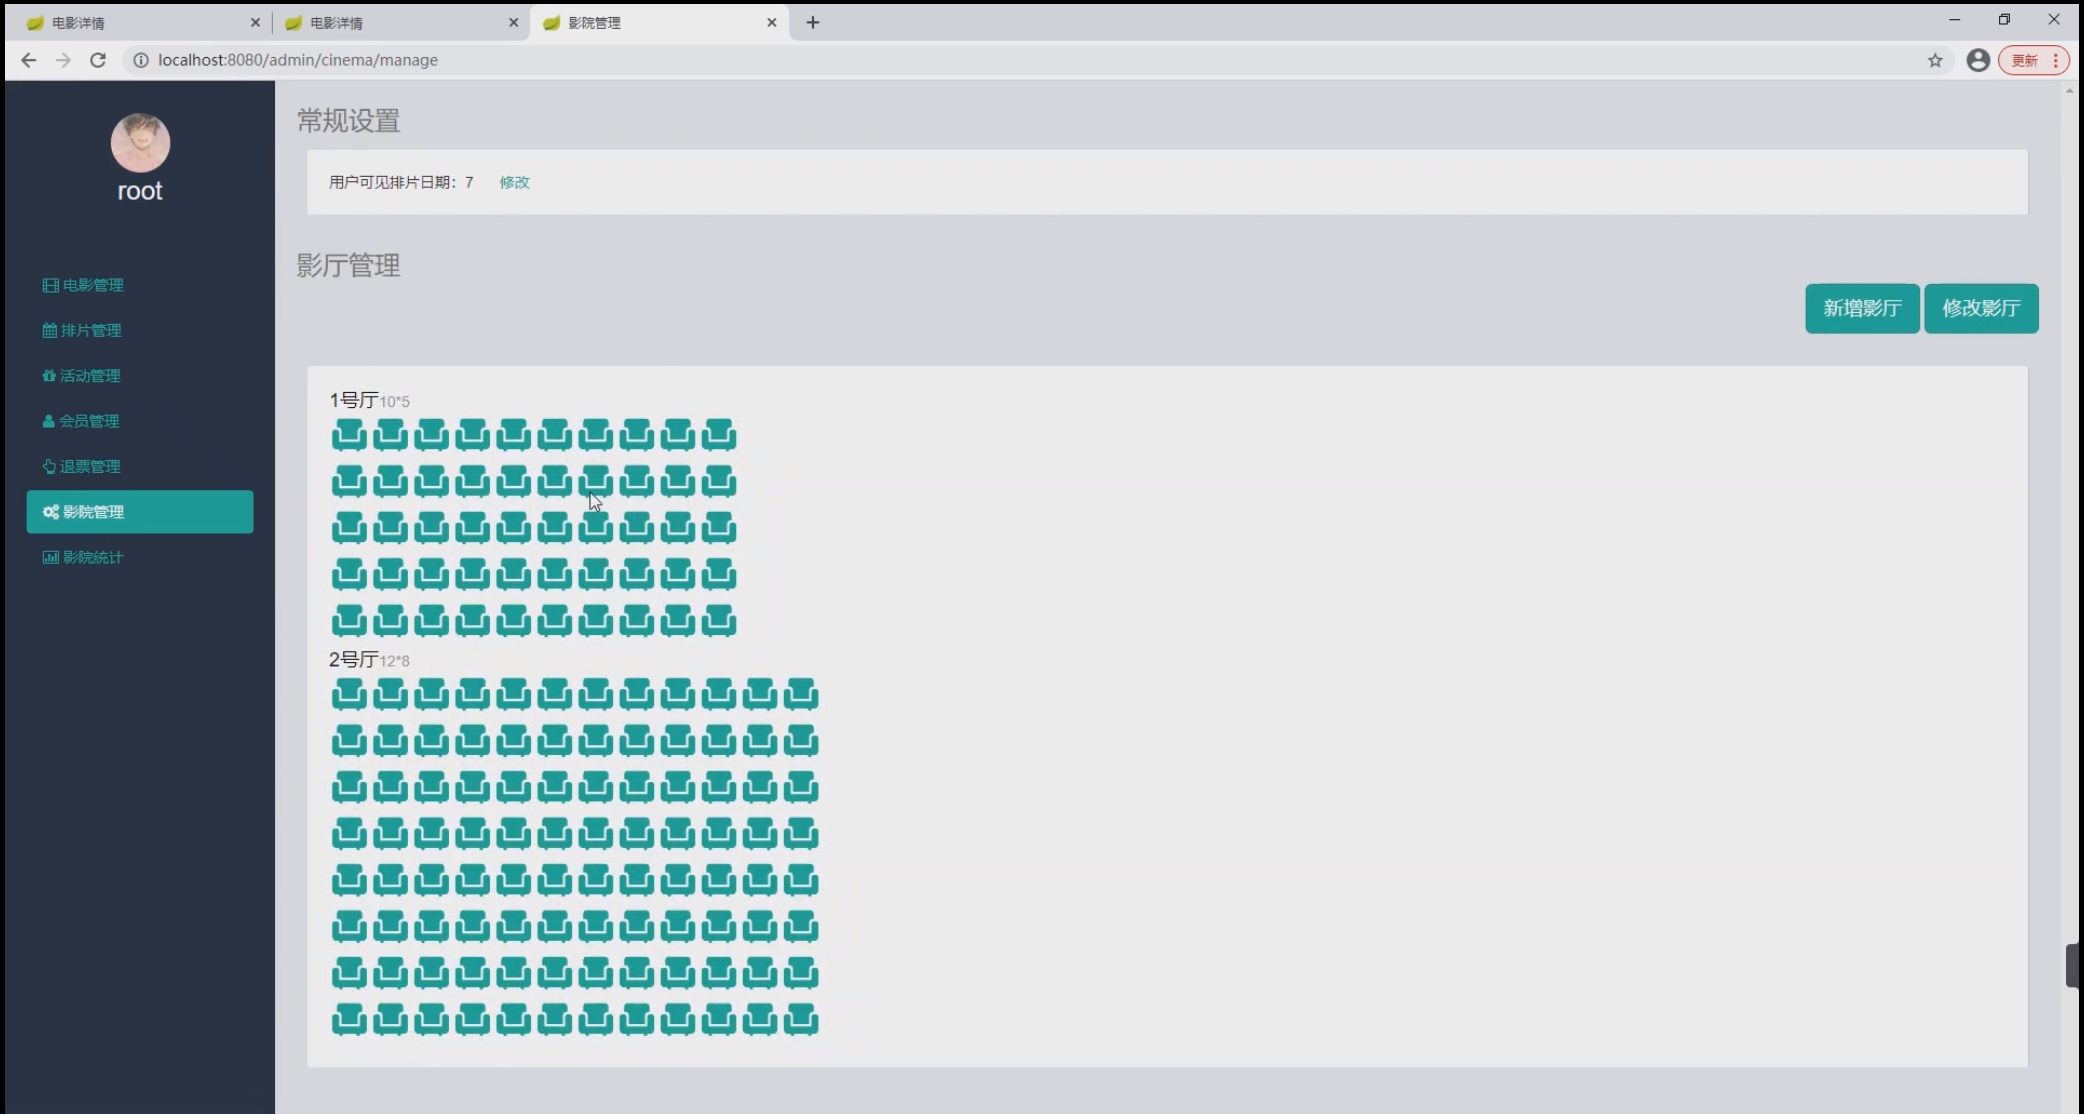 电影详情
电影详情
影院管理
localhost:8080/admin/cinema/manage
更新
root
电影管理
排片管理
活动管理
会员管理
退票管理
影院管理
影院统计
常规设置
用户可见排片日期：7 修改
影厅管理
新增影厅 修改影厅
1号厅10*5
2号厅12*8